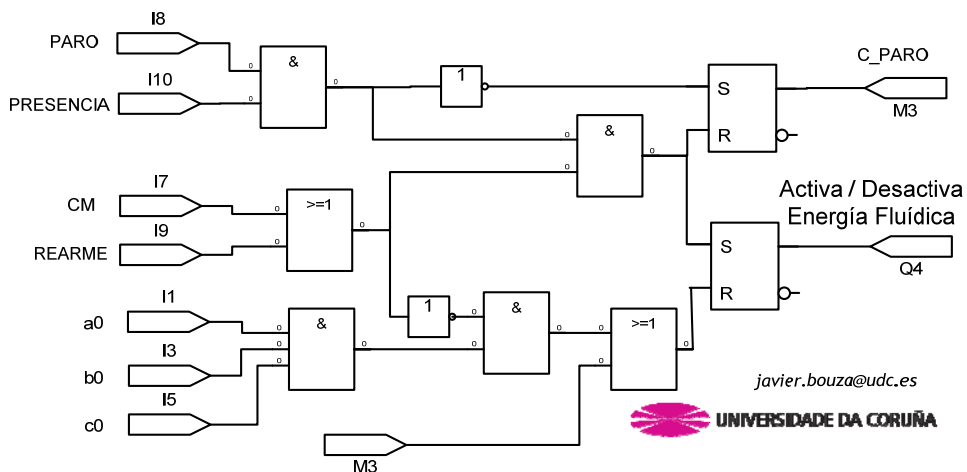 I8
PARO
&
1
C_PARO
S
I10
PRESENCIA
M3
&
R
I7
CM
>=1
Activa / Desactiva
Energía Fluídica
I9
REARME
S
Q4
I1
a0
&
1
&
>=1
R
I3
b0
I5
c0
M3
javier.bouza@udc.es
UNIVERSIDADE DA CORUÑA